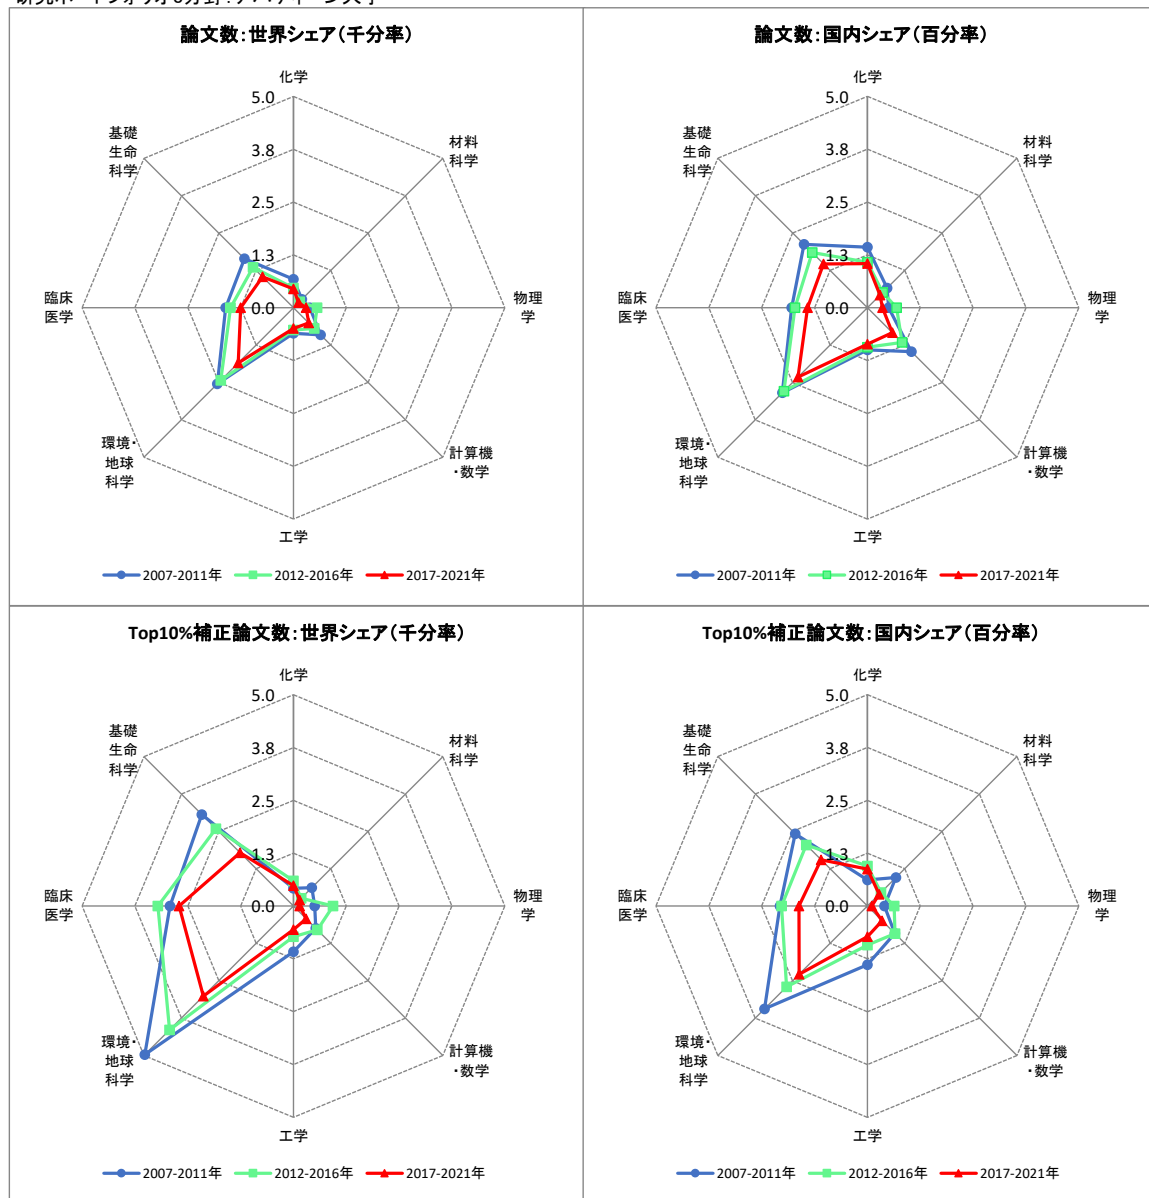 論文数：世界シェア（千分率）
化学
5.0
3.8
2.5
1.3
0.0
材料
科学
物理
学
計算機
・数学
工学
環境・
地球
科学
臨床
医学
基礎
生命
科学
2007-2011年 2012-2016年 2017-2021年
論文数：国内シェア（百分率）
化学
5.0
3.8
2.5
1.3
0.0
材料
科学
物理
学
計算機
・数学
工学
環境・
地球
科学
臨床
医学
基礎
生命
科学
2007-2011年 2012-2016年 2017-2021年
Top10%補正論文数：世界シェア（千分率）
化学
5.0
3.8
2.5
1.3
0.0
材料
科学
物理
学
計算機
・数学
工学
環境・
地球
科学
臨床
医学
基礎
生命
科学
2007-2011年 2012-2016年 2017-2021年
Top10%補正論文数：国内シェア（百分率）
化学
5.0
3.8
2.5
1.3
0.0
材料
科学
物理
学
計算機
・数学
工学
環境・
地球
科学
臨床
医学
基礎
生命
科学
2007-2011年 2012-2016年 2017-2021年